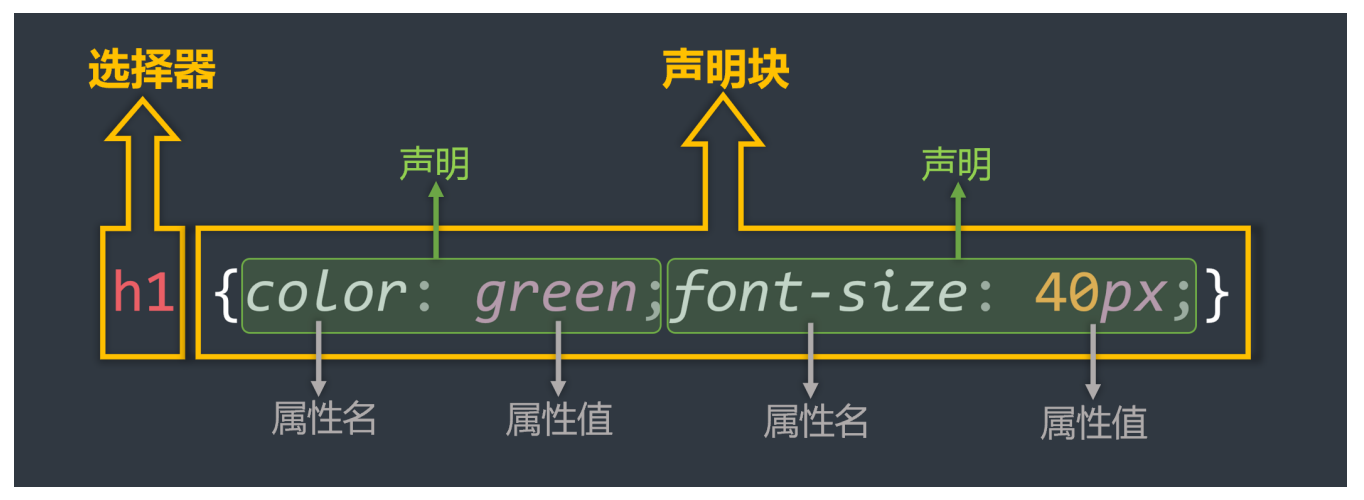 选择器 声明块
声明 声明
h1 {color: green;font-size: 40px;}
属性名 属性值 属性名 属性值